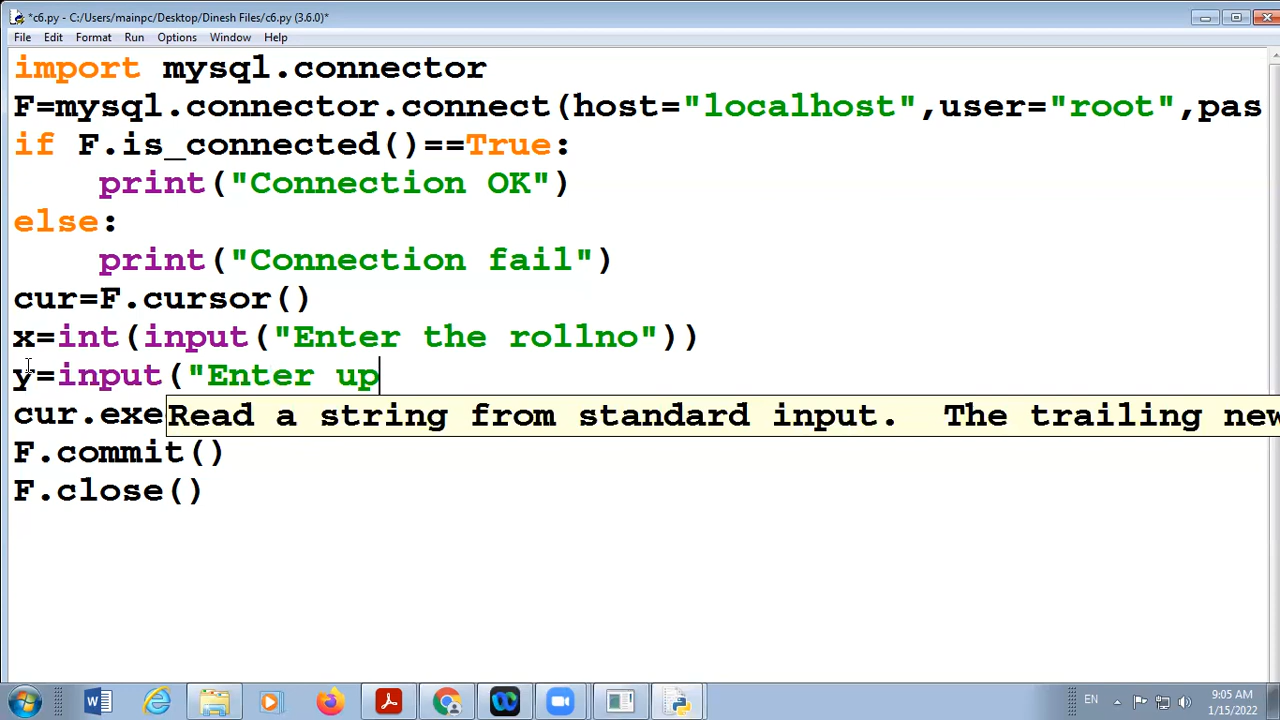 *c6.py - C:/Users/mainpc/Desktop/Dinesh Files/c6.py (3.6.0)*
File Edit Format Run Options Window Help
import mysql.connector
F=mysql.connector.connect(host="localhost",user="root",pas
if F.is_connected()==True:
    print("Connection OK")
else:
    print("Connection fail")
cur=F.cursor()
x=int(input("Enter the rollno"))
y=input("Enter up
cur.exe Read a string from standard input.  The trailing new
F.commit()
F.close()
EN
9:05 AM
1/15/2022